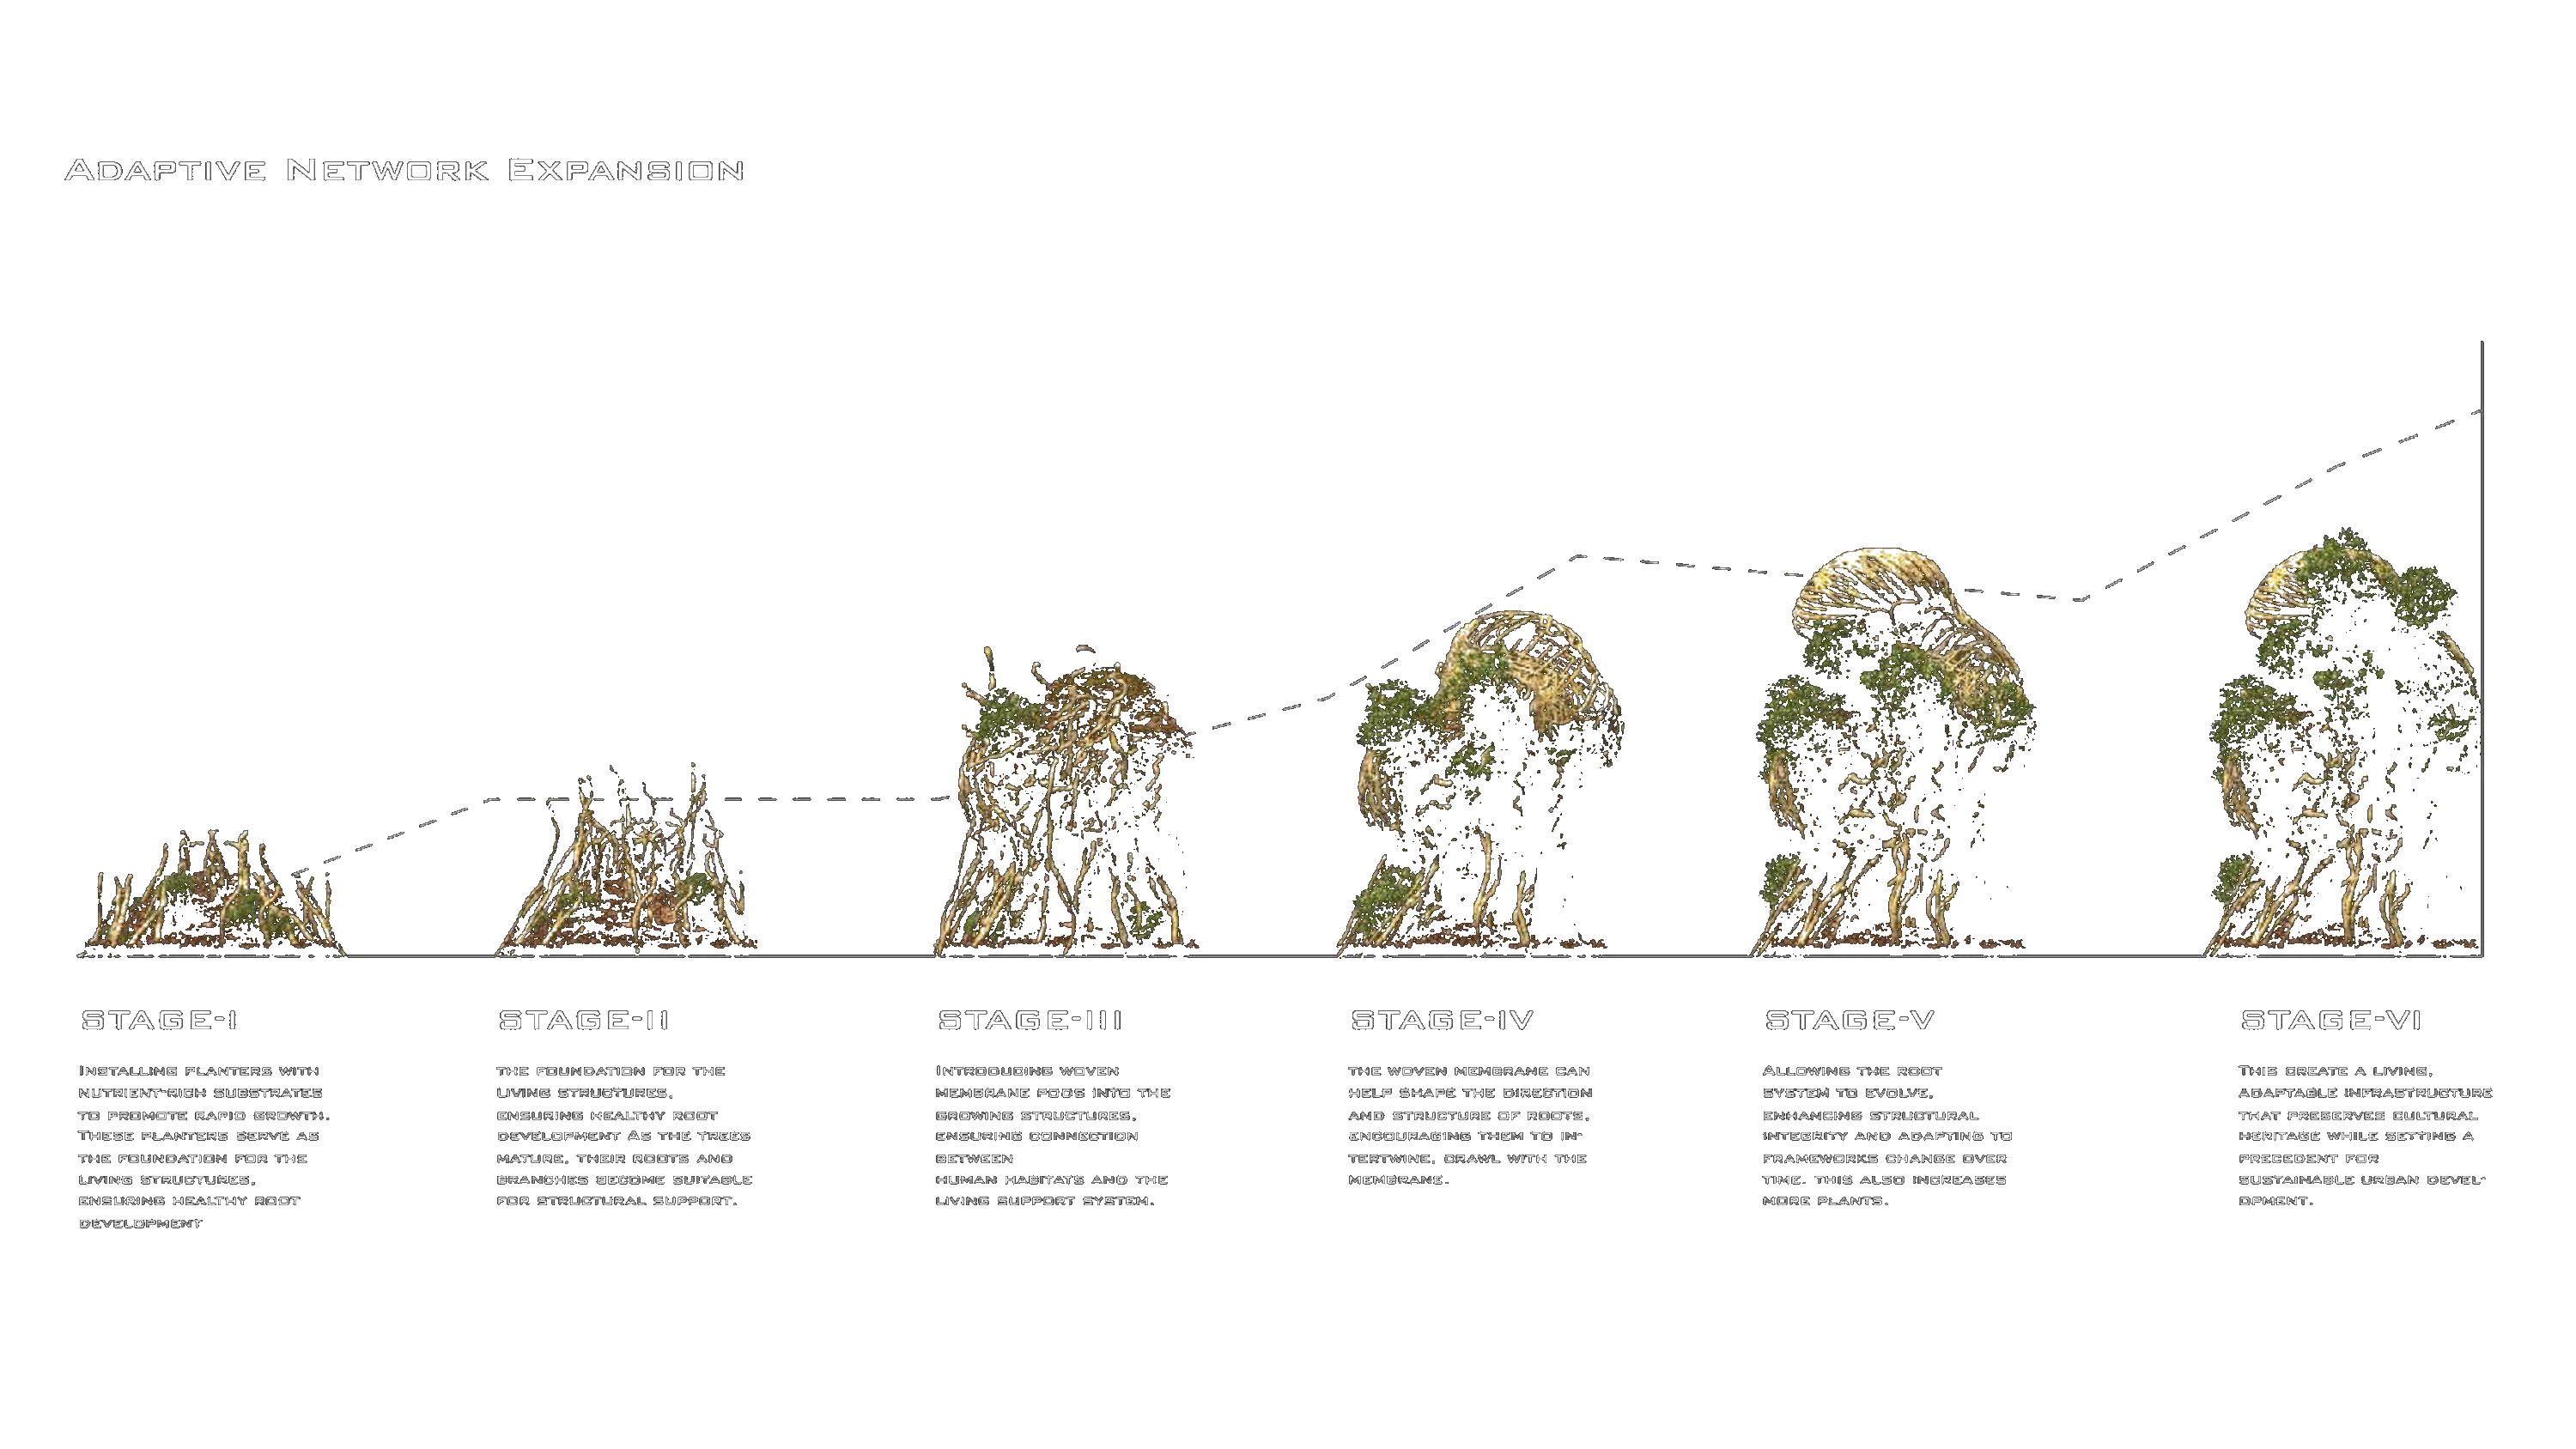 Adaptive Network Expansion
STAGE-I
Installing planters with
nutrient-rich substrates
to promote rapid growth.
These planters serve as
the foundation for the
living structures,
ensuring healthy root
development
STAGE-II
the foundation for the
living structures,
ensuring healthy root
development As the trees
mature, their roots and
branches become suitable
for structural support.
STAGE-III
Introducing woven
membrane pods into the
growing structures,
ensuring connection
between
human habitats and the
living support system.
STAGE-IV
the woven membrane can
help shape the direction
and structure of roots,
encouraging them to in-
tertwine, crawl with the
membrane.
STAGE-V
Allowing the root
system to evolve,
enhancing structural
integrity and adapting to
frameworks change over
time. this also increases
more plants.
STAGE-VI
This create a living,
adaptable infrastructure
that preserves cultural
heritage while setting a
precedent for
sustainable urban devel-
opment.